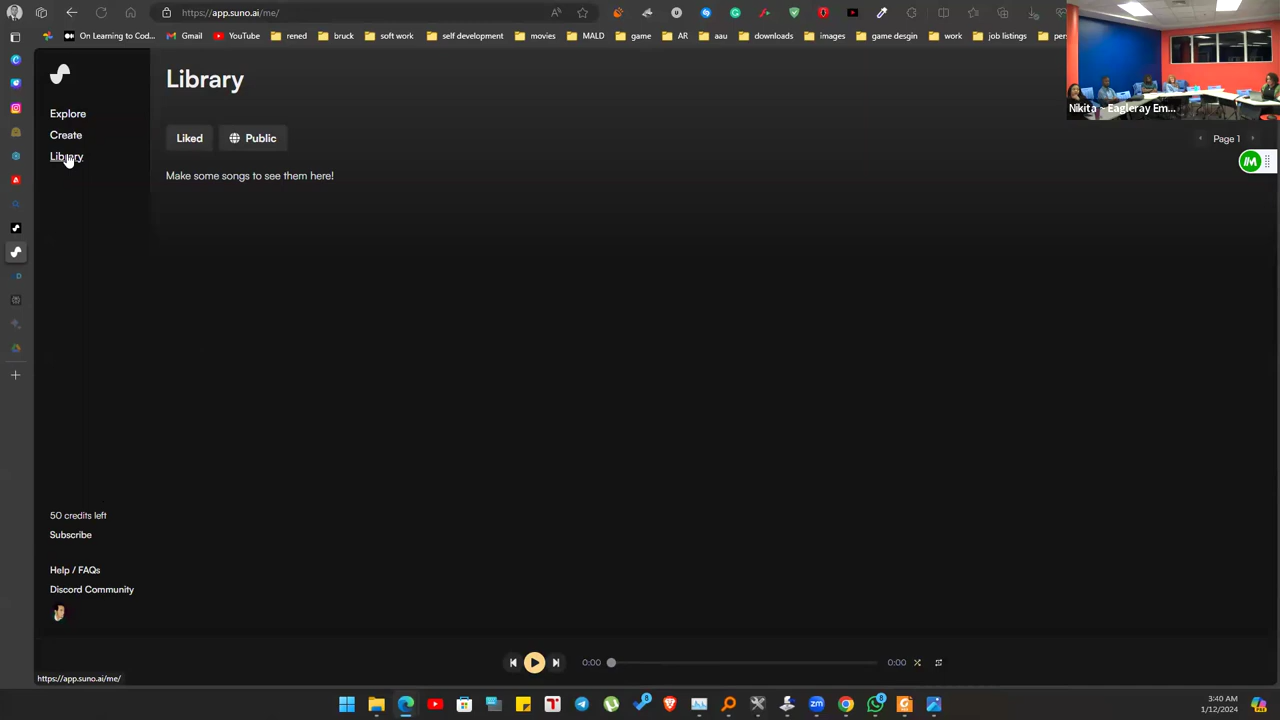 https://app.suno.ai/me/
On Learning to Cod...
Gmail
YouTube
rened
bruck
soft work
self development
movies
MALD
game
AR
aau
downloads
images
game desgin
work
job listings
per
Library
Explore
Create
Library
Liked
Public
Page 1
Make some songs to see them here!
Nikita ~ Eagleray Em...
50 credits left
Subscribe
Help / FAQs
Discord Community
0:00
0:00
https://app.suno.ai/me/
3:40 AM
1/12/2024